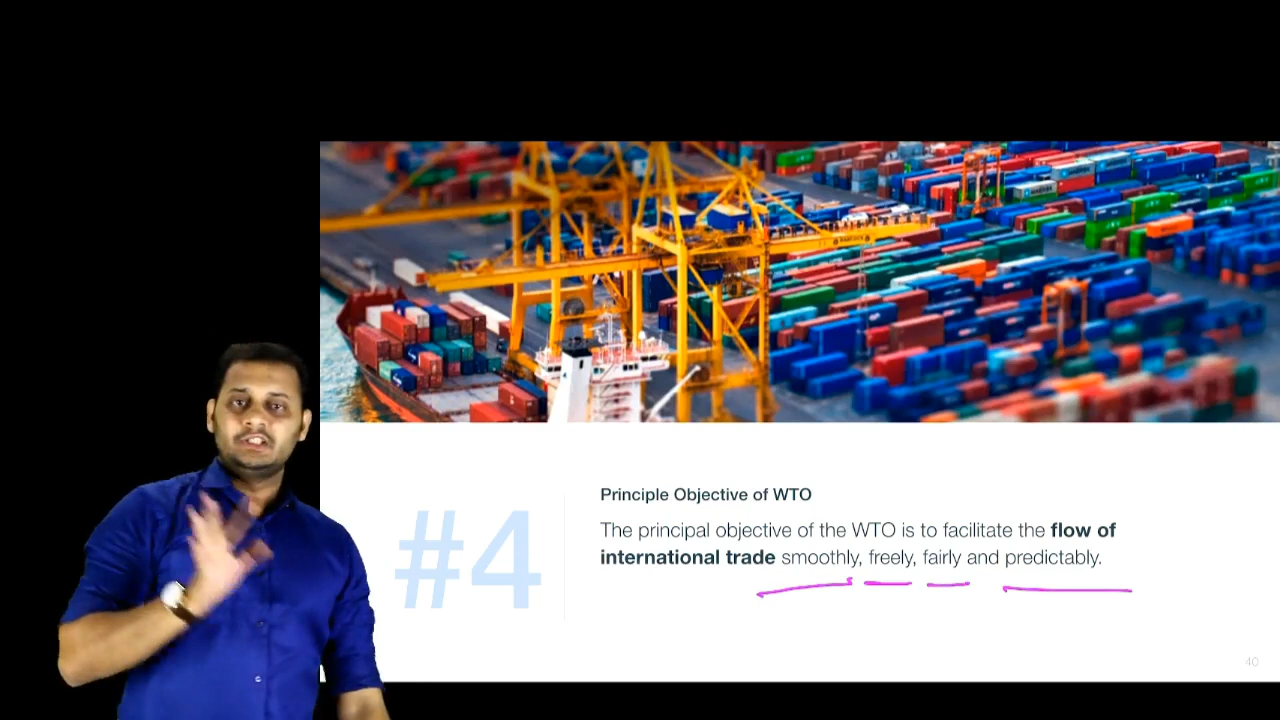 #4
Principle Objective of WTO
The principal objective of the WTO is to facilitate the flow of
international trade smoothly, freely, fairly and predictably.
40